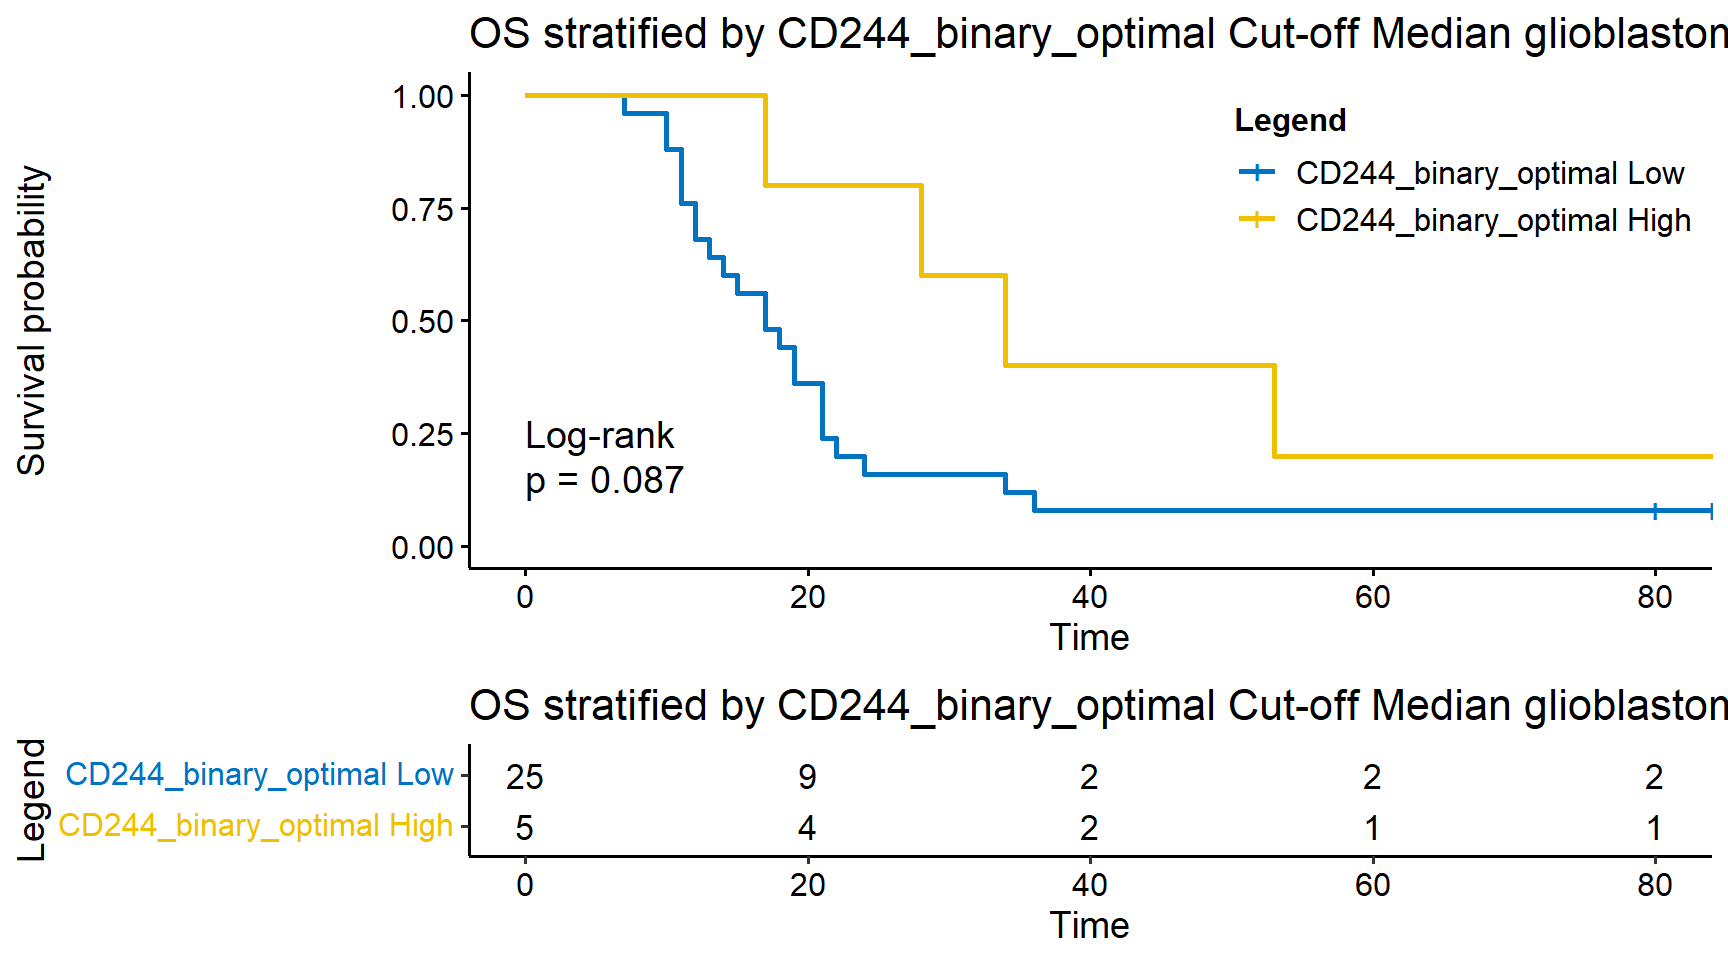 OS stratified by CD244_binary_optimal Cut-off Median glioblastom
Survival probability
1.00
0.75
0.50
0.25
0.00
Legend
CD244_binary_optimal Low
CD244_binary_optimal High
Log-rank
p = 0.087
0 20 40 60 80
Time
OS stratified by CD244_binary_optimal Cut-off Median glioblastom
Legend
CD244_binary_optimal Low 25 9 2 2 2
CD244_binary_optimal High 5 4 2 1 1
0 20 40 60 80
Time